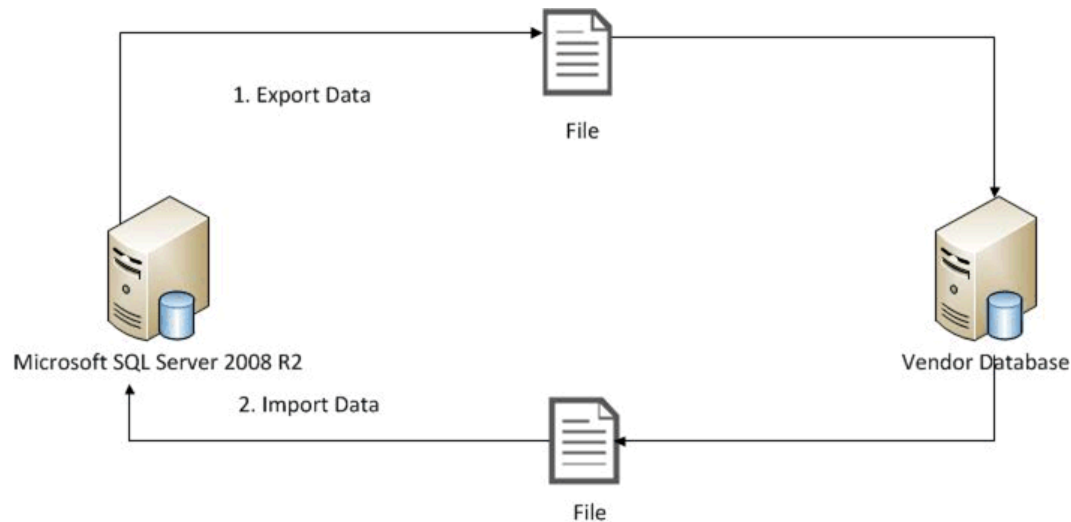 1. Export Data
File
Microsoft SQL Server 2008 R2
Vendor Database
2. Import Data
File